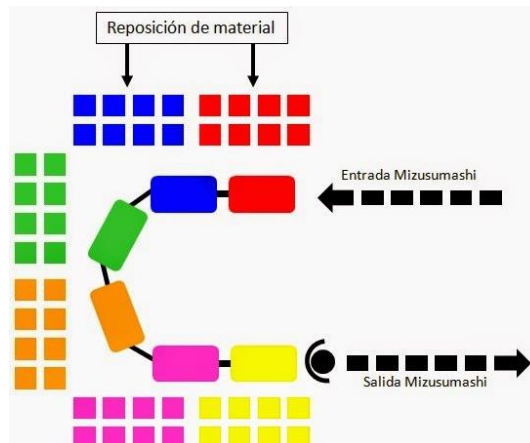 Reposición de material
Entrada Mizusumashi
Salida Mizusumashi